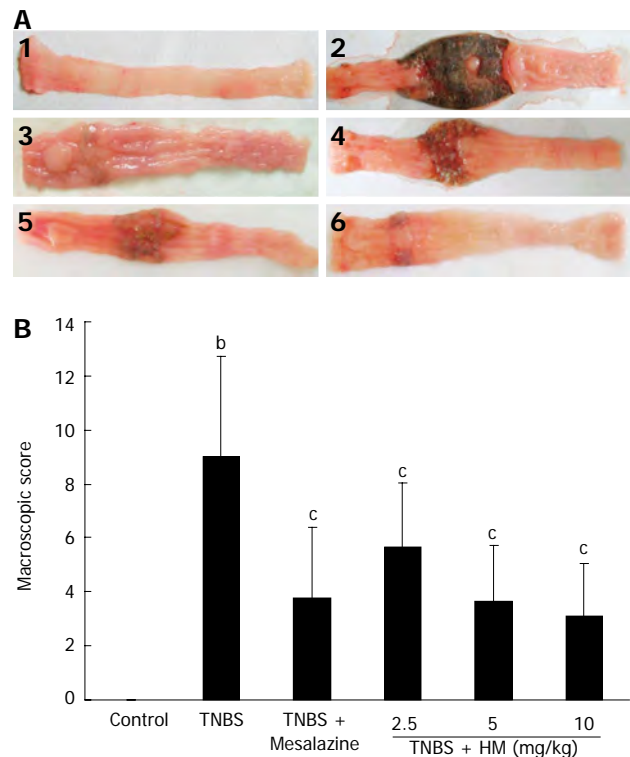 A
1 2
3 4
5 6
B
14
12
10
8
6
4
2
0
Macroscopic score
b
c
c
c
c
Control TNBS TNBS + Mesalazine 2.5 5 10
TNBS + HM (mg/kg)